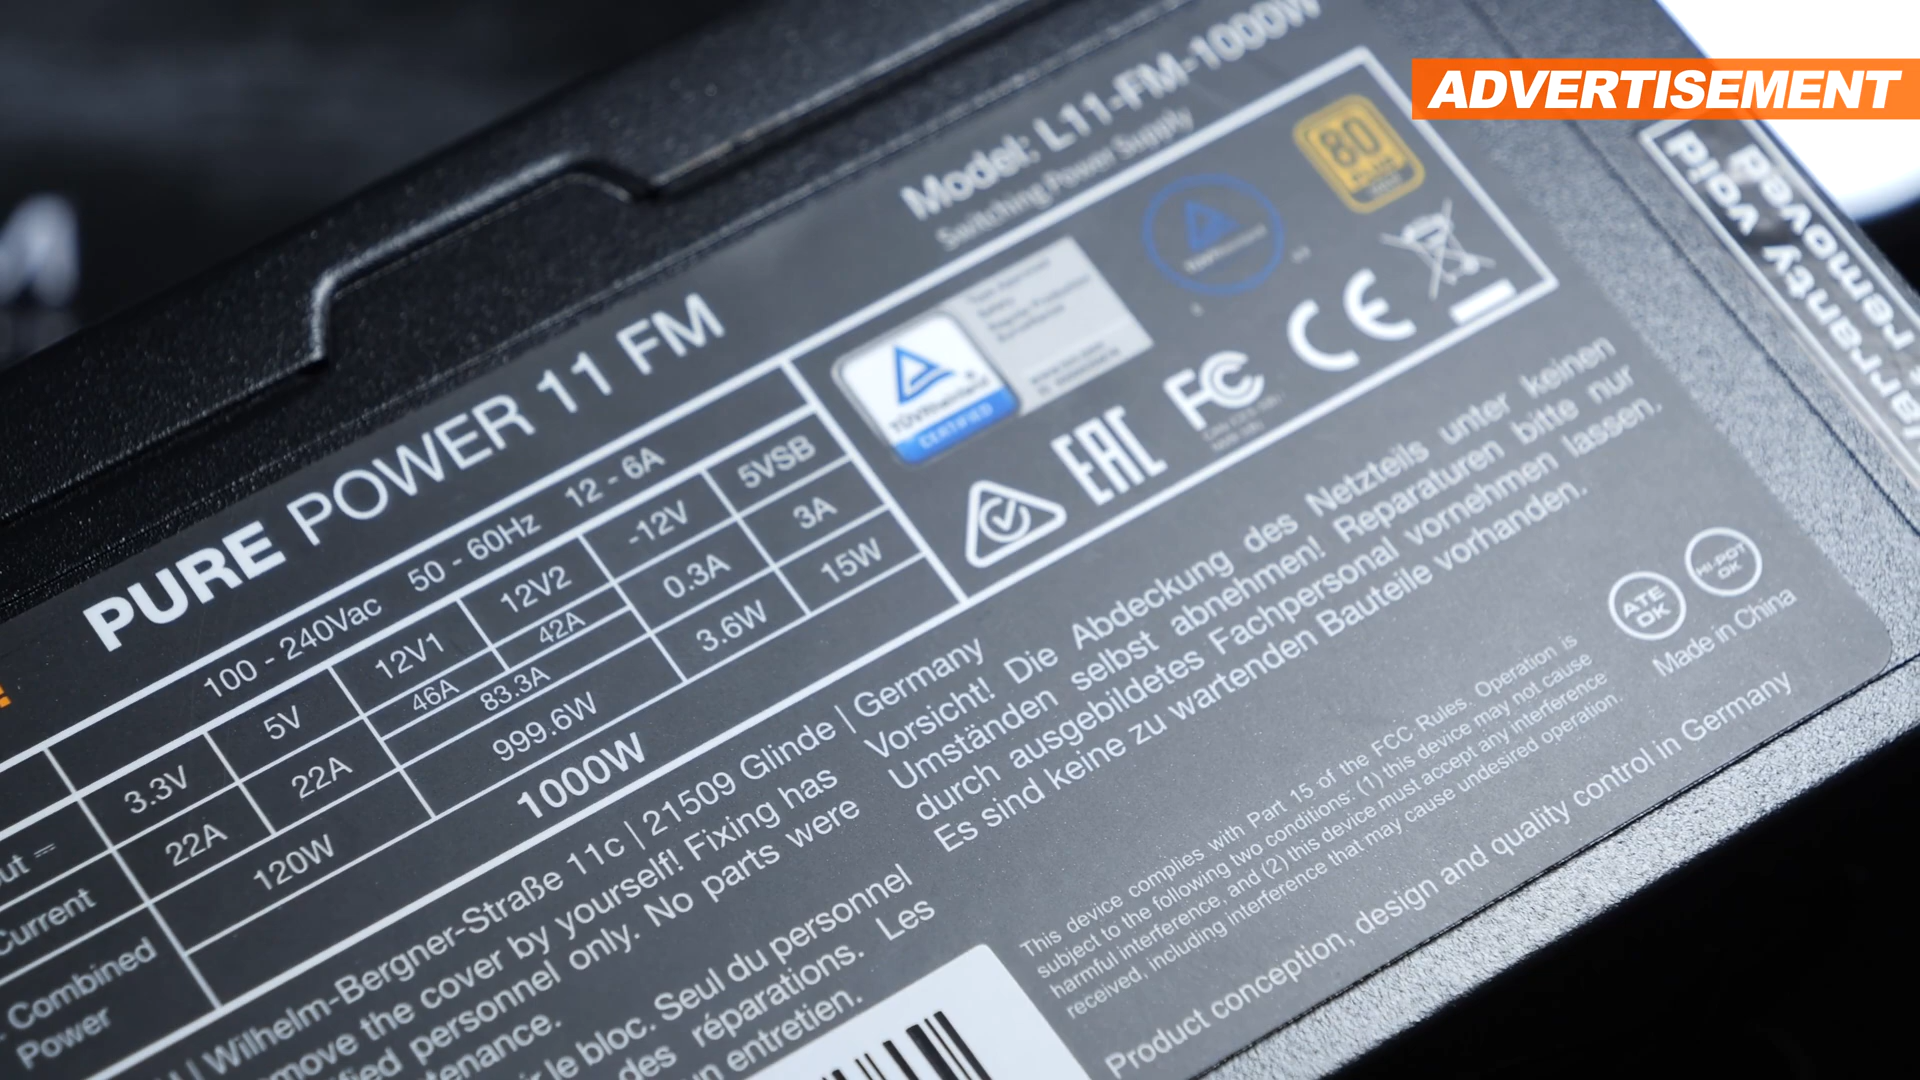 ADVERTISEMENT
Model: L11-FM-1000W
Switching Power Supply
80
PLUS
Warranty void
removed
PURE POWER 11 FM
100 - 240Vac 50 - 60Hz 12 - 6A
3.3V 5V 12V1 12V2 -12V 5VSB
22A 22A 46A 42A 0.3A 3A
83.3A
120W 999.6W 3.6W 15W
1000W
Current
Combined
Power
TÜVRheinland
CERTIFIED
EAC
FC
CE
| Wilhelm-Bergner-Straße 11c | 21509 Glinde | Germany
the cover by yourself! Fixing has
personnel only. No parts were
le bloc. Seul du personnel
des réparations. Les
entretien.
Vorsicht! Die Abdeckung des Netzteils unter keinen
Umständen selbst abnehmen! Reparaturen bitte nur
durch ausgebildetes Fachpersonal vornehmen lassen.
Es sind keine zu wartenden Bauteile vorhanden.
ATE
OK
HI-POT
OK
Made in China
This device complies with Part 15 of the FCC Rules. Operation is
subject to the following two conditions: (1) this device may not cause
harmful interference, and (2) this device must accept any interference
received, including interference that may cause undesired operation.
Product conception, design and quality control in Germany